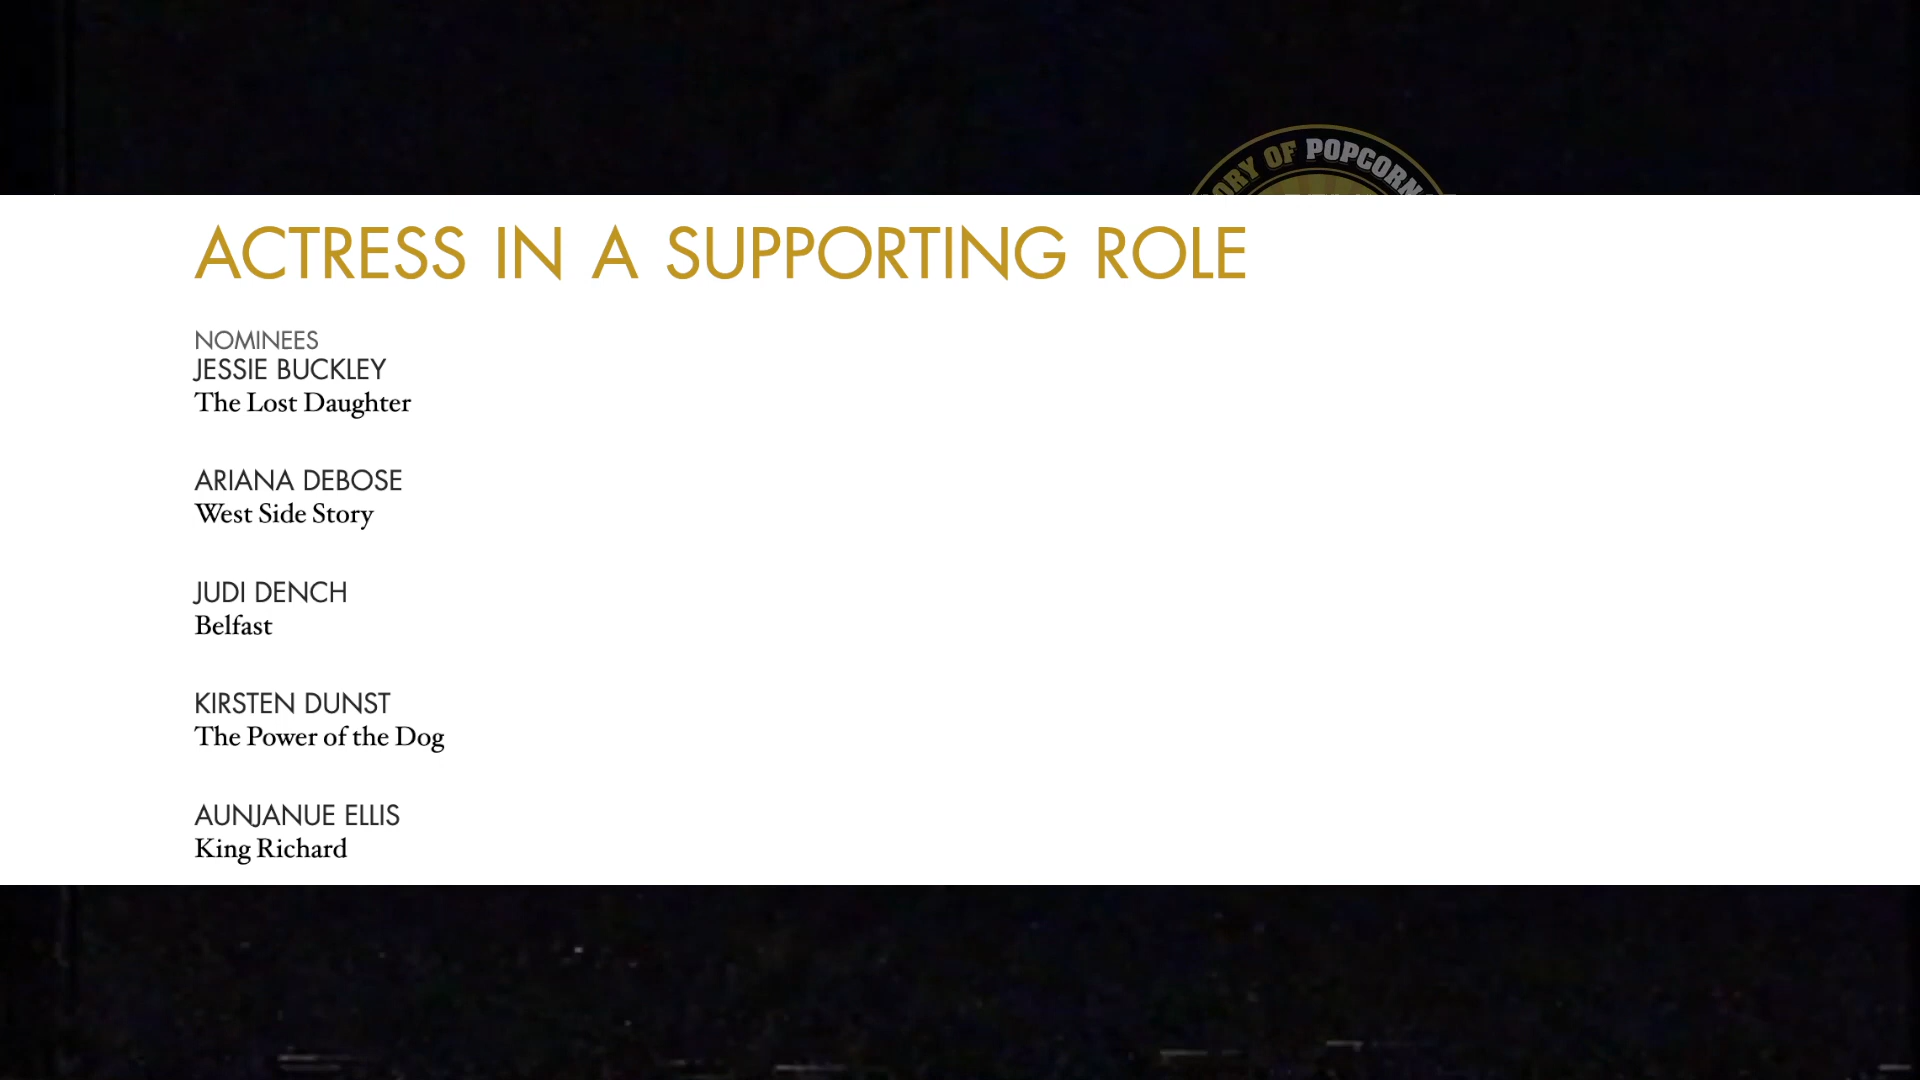 ORY OF POPCORN
ACTRESS IN A SUPPORTING ROLE
NOMINEES
JESSIE BUCKLEY
The Lost Daughter
ARIANA DEBOSE
West Side Story
JUDI DENCH
Belfast
KIRSTEN DUNST
The Power of the Dog
AUNJANUE ELLIS
King Richard